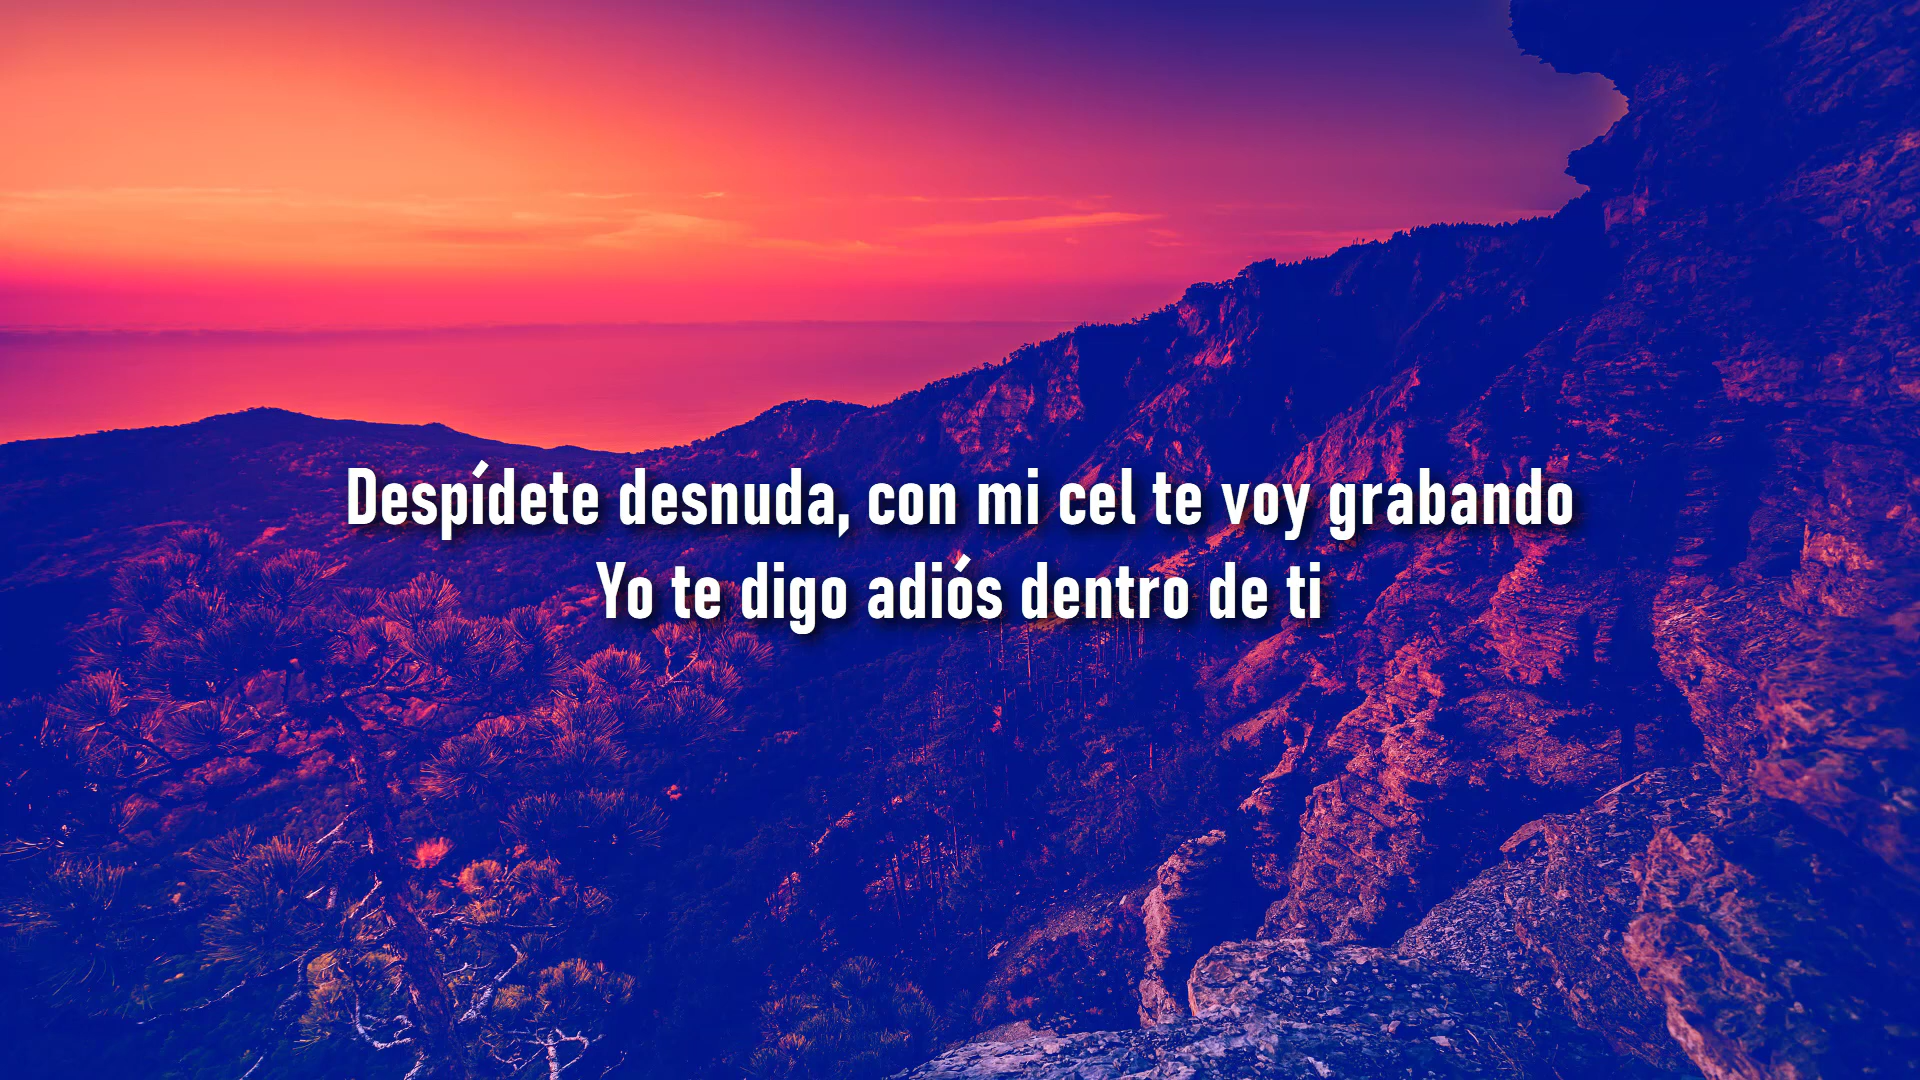 Despídete desnuda, con mi cel te voy grabando
Yo te digo adiós dentro de ti